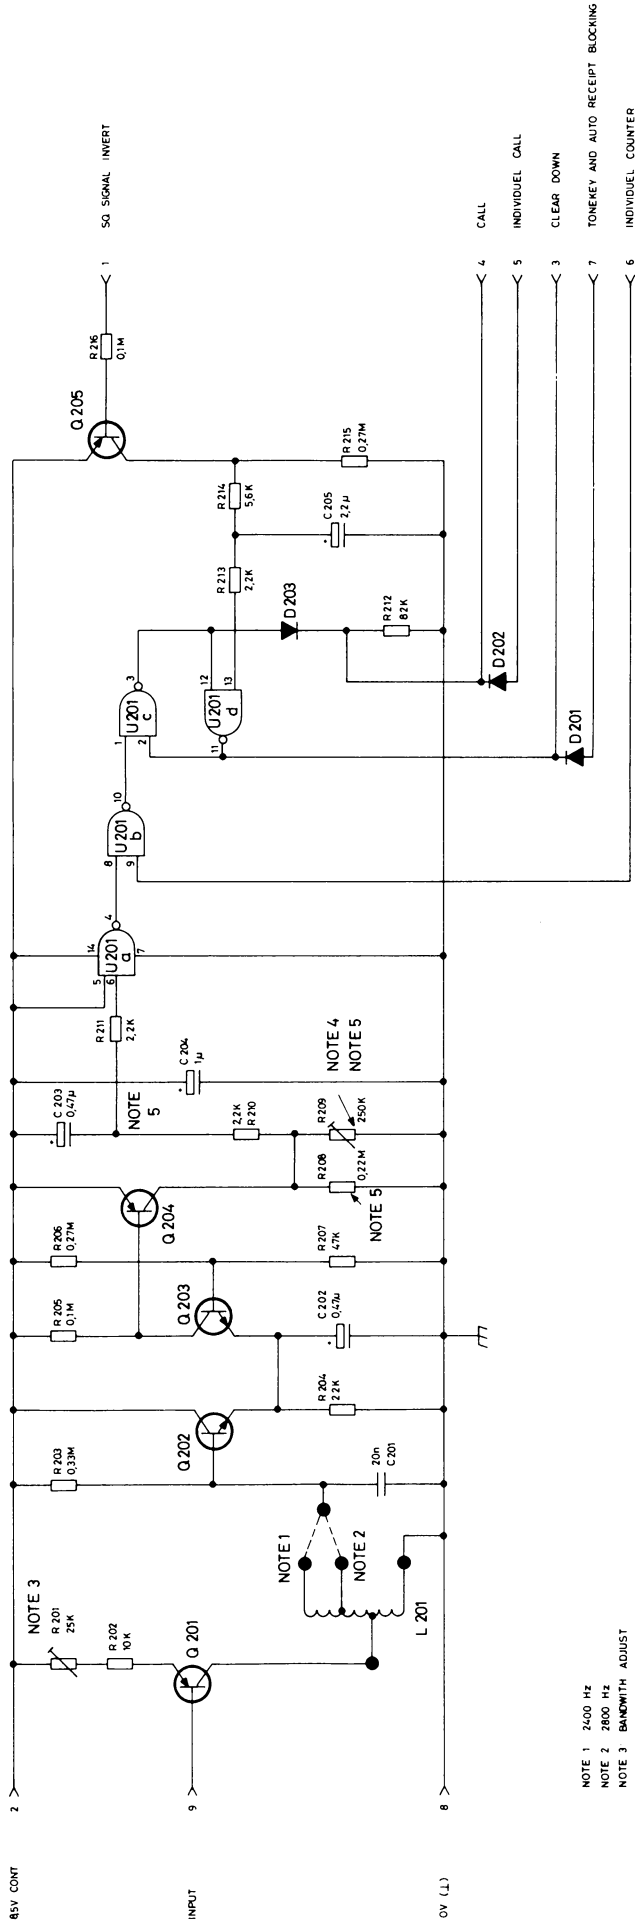 8,5V CONT
2
INPUT
9
0V (⊥)
8
NOTE 3
R 201
25K
R 202
10K
Q 201
L 201
NOTE 1
NOTE 2
R 203
0,33M
Q 202
20n
C 201
R 204
22K
R 205
0,1M
R 206
0,27M
Q 203
C 202
0,47µ
R 207
47K
Q 204
NOTE 5
R 208
0,22M
R 209
250K
NOTE 4
NOTE 5
2,2K
R 210
C 203
0,47µ
NOTE
5
C 204
1µ
R 211
2,2K
5
6
14
7
U201
a
4
8
9
U201
b
10
1
2
U201
c
3
12
13
U201
d
11
R 213
2,2K
R 214
5,6K
C 205
2,2µ
D 203
R 212
82K
R 215
0,27M
Q 205
R 216
0,1M
D 202
D 201
1 SQ SIGNAL INVERT
4 CALL
5 INDIVIDUEL CALL
3 CLEAR DOWN
7 TONEKEY AND AUTO RECEIPT BLOCKING
6 INDIVIDUEL COUNTER
NOTE 1 2400 Hz
NOTE 2 2800 Hz
NOTE 3 BANDWITH ADJUST